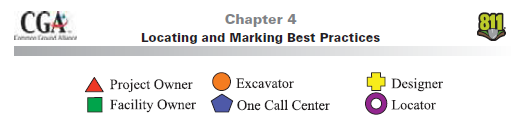 CGA
Common Ground Alliance
Chapter 4
Locating and Marking Best Practices
811
Project Owner
Excavator
Designer
Facility Owner
One Call Center
Locator